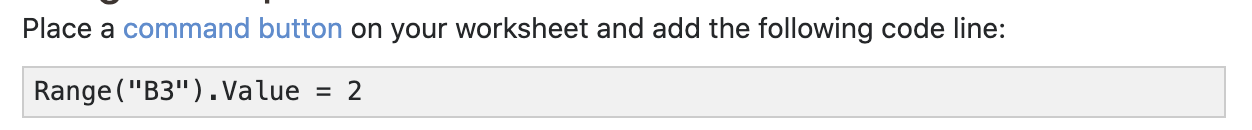 Place a command button on your worksheet and add the following code line:
Range("B3").Value = 2